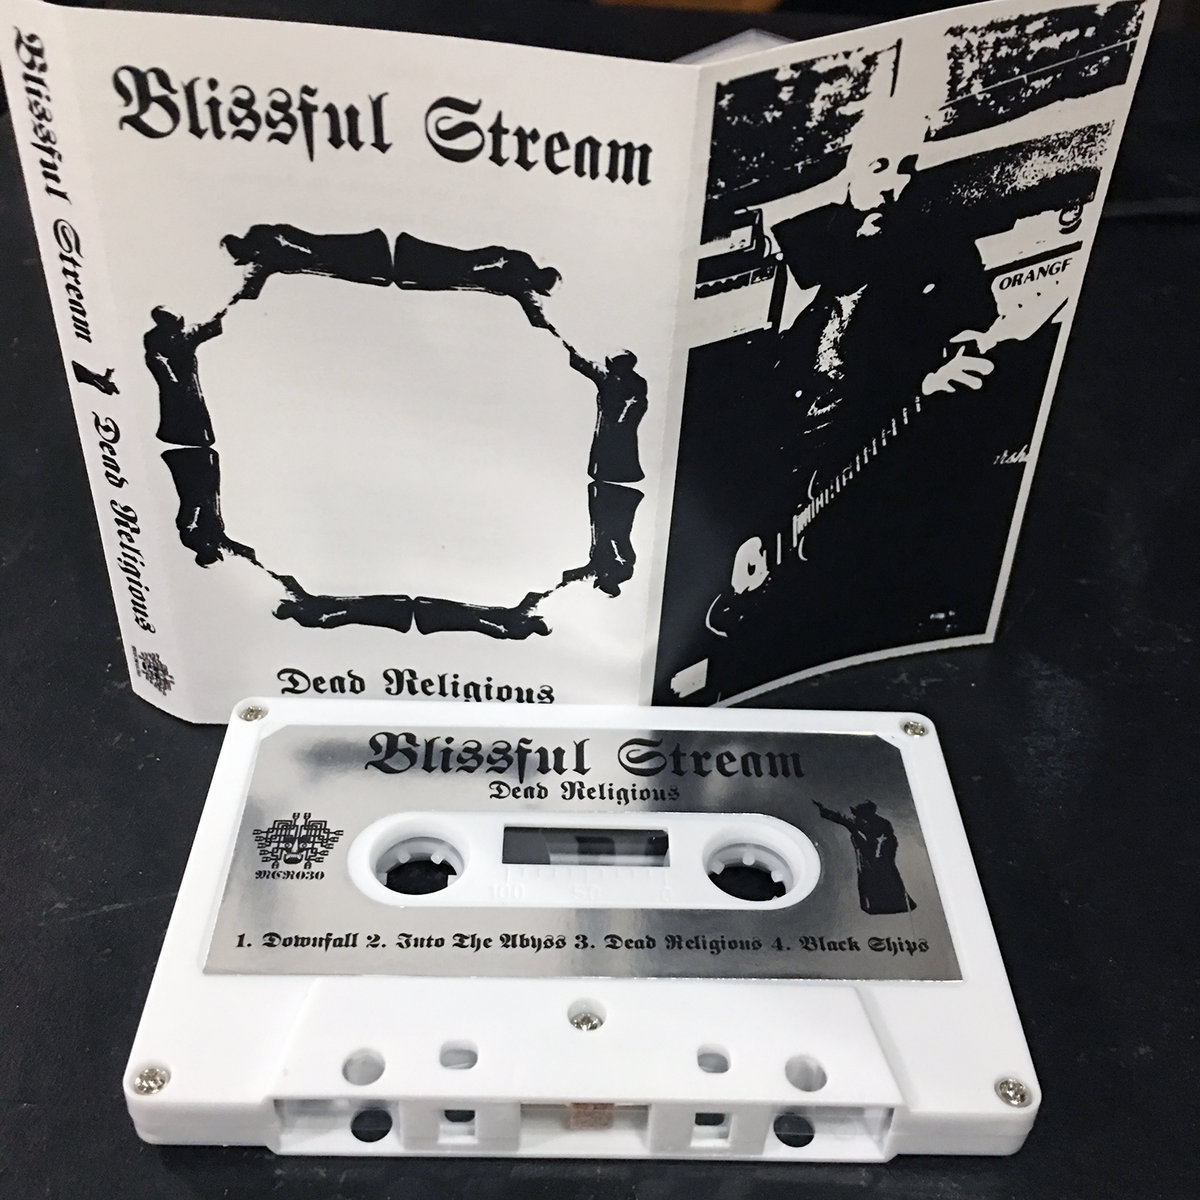 Blissful Stream
Dead Religious
Blissful Stream
Dead Religious
ORANGE
Blissful Stream
Dead Religious
MCR030
100 50 0
1. Downfall 2. Into The Abyss 3. Dead Religious 4. Black Ships